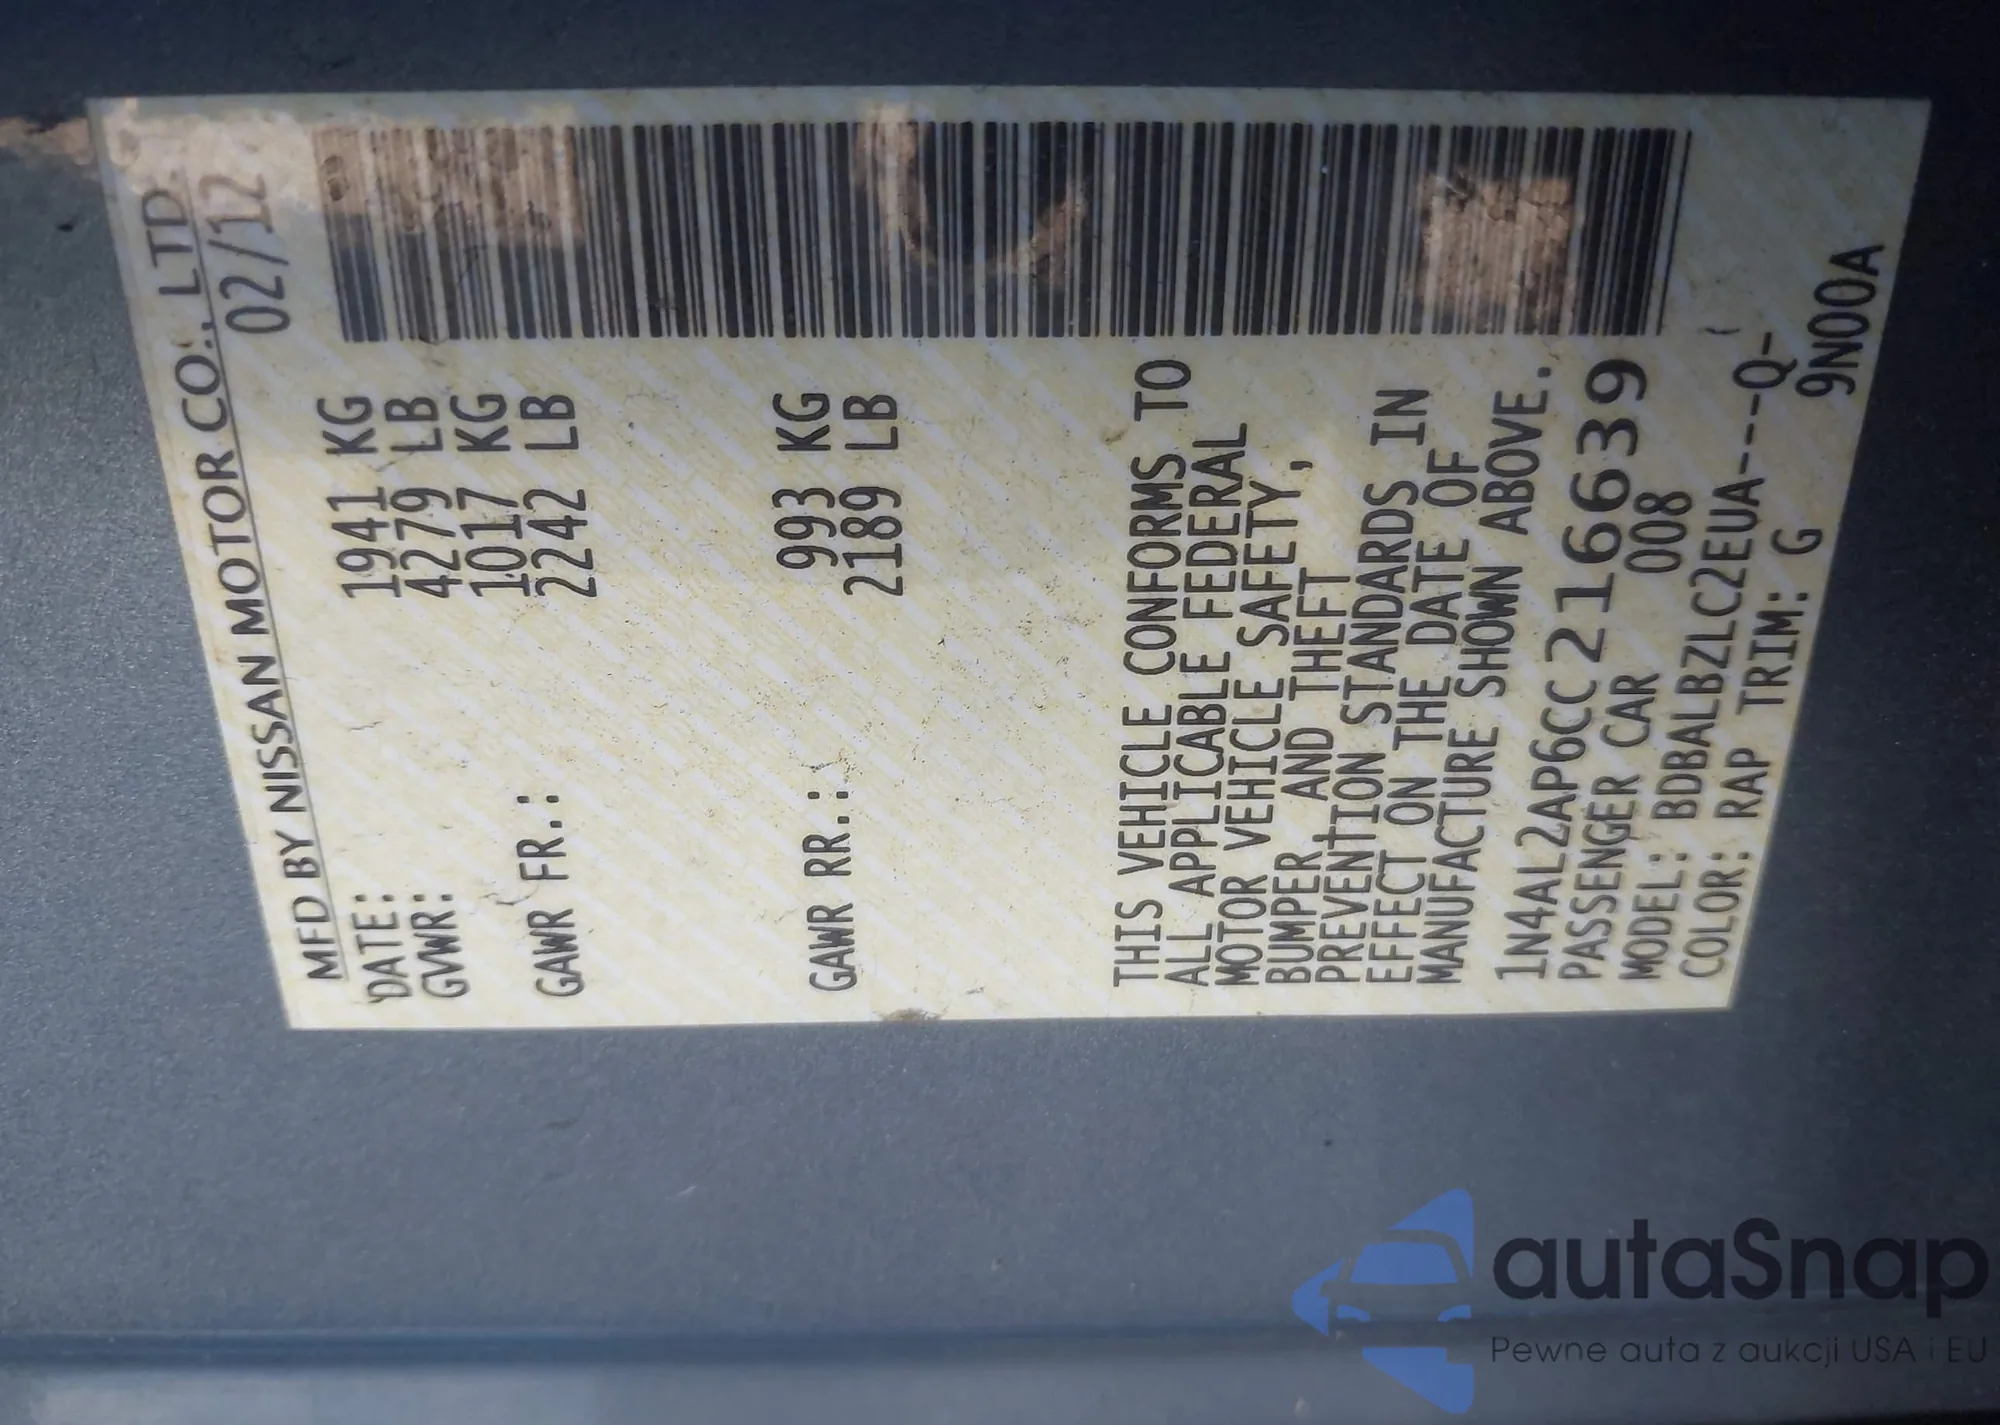 MFD BY NISSAN MOTOR CO., LTD.
DATE: 02/12
GVWR: 1941 KG
4279 LB
GAWR FR.: 1017 KG
2242 LB
GAWR RR.: 993 KG
2189 LB
THIS VEHICLE CONFORMS TO
ALL APPLICABLE FEDERAL
MOTOR VEHICLE SAFETY,
BUMPER, AND THEFT
PREVENTION STANDARDS IN
EFFECT ON THE DATE OF
MANUFACTURE SHOWN ABOVE.
1N4AL2AP6CC216639
PASSENGER CAR 008
MODEL: BDBALBZLC2EUA----Q-
COLOR: RAP TRIM: G 9N00A
autaSnap
Pewne auta z aukcji USA i EU